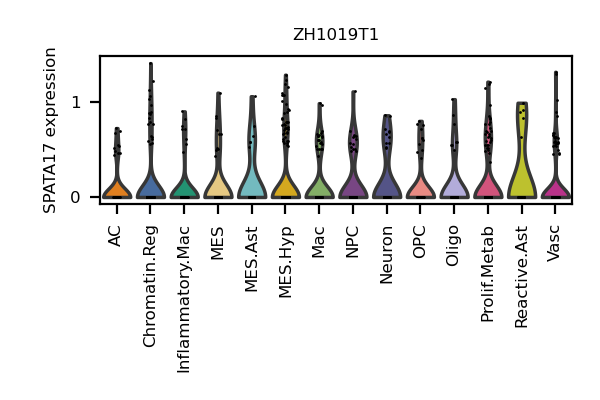 ZH1019T1
SPATA17 expression
1
0
AC
Chromatin.Reg
Inflammatory.Mac
MES
MES.Ast
MES.Hyp
Mac
NPC
Neuron
OPC
Oligo
Prolif.Metab
Reactive.Ast
Vasc